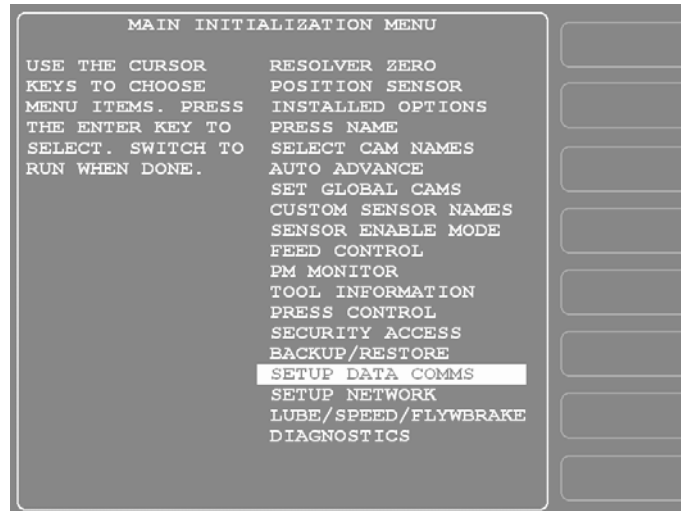 MAIN INITIALIZATION MENU
USE THE CURSOR
KEYS TO CHOOSE
MENU ITEMS. PRESS
THE ENTER KEY TO
SELECT. SWITCH TO
RUN WHEN DONE.
RESOLVER ZERO
POSITION SENSOR
INSTALLED OPTIONS
PRESS NAME
SELECT CAM NAMES
AUTO ADVANCE
SET GLOBAL CAMS
CUSTOM SENSOR NAMES
SENSOR ENABLE MODE
FEED CONTROL
PM MONITOR
TOOL INFORMATION
PRESS CONTROL
SECURITY ACCESS
BACKUP/RESTORE
SETUP DATA COMMS
SETUP NETWORK
LUBE/SPEED/FLYWBRAKE
DIAGNOSTICS